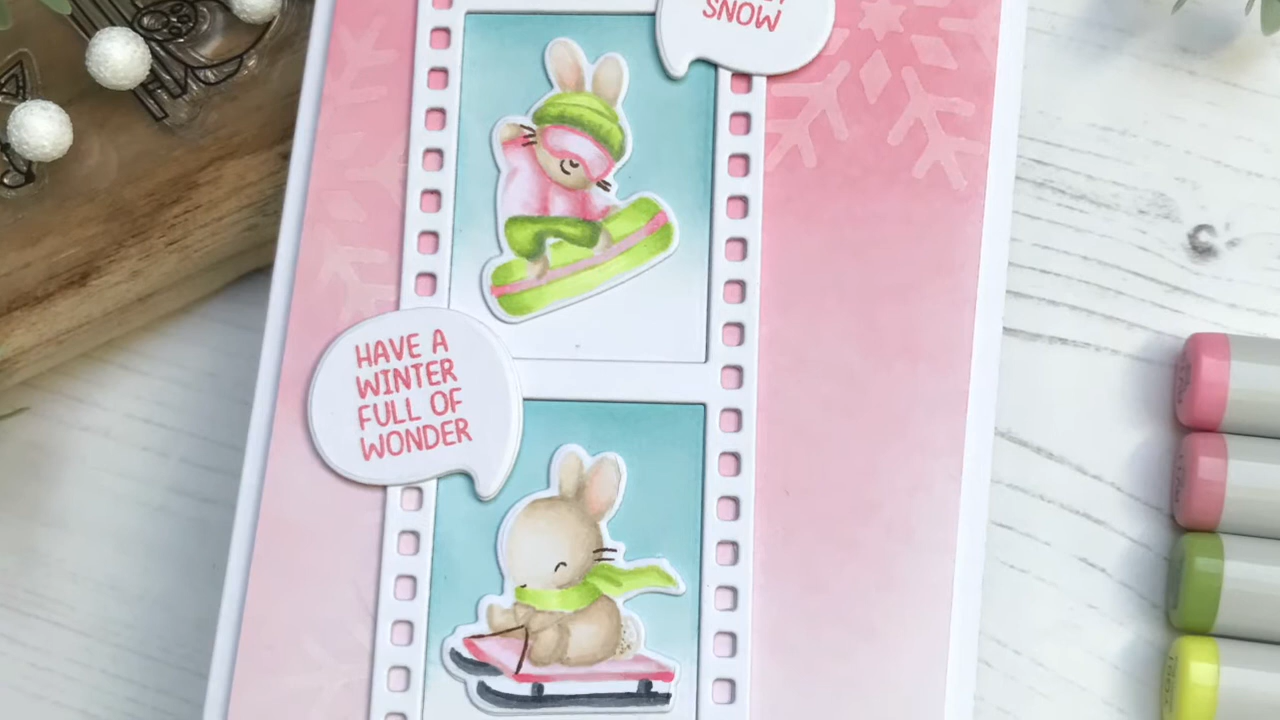 SNOW
HAVE A
WINTER
FULL OF
WONDER